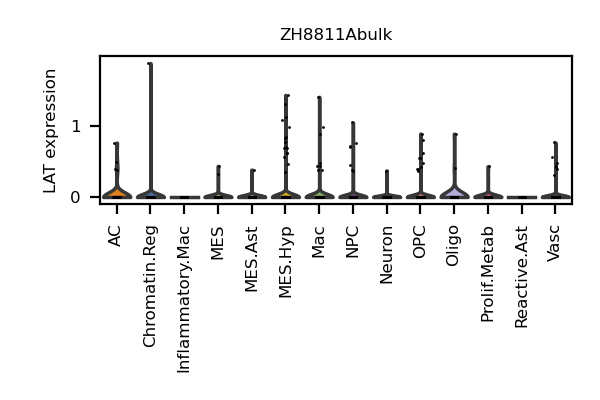 ZH8811Abulk
LAT expression
1
0
AC
Chromatin.Reg
Inflammatory.Mac
MES
MES.Ast
MES.Hyp
Mac
NPC
Neuron
OPC
Oligo
Prolif.Metab
Reactive.Ast
Vasc